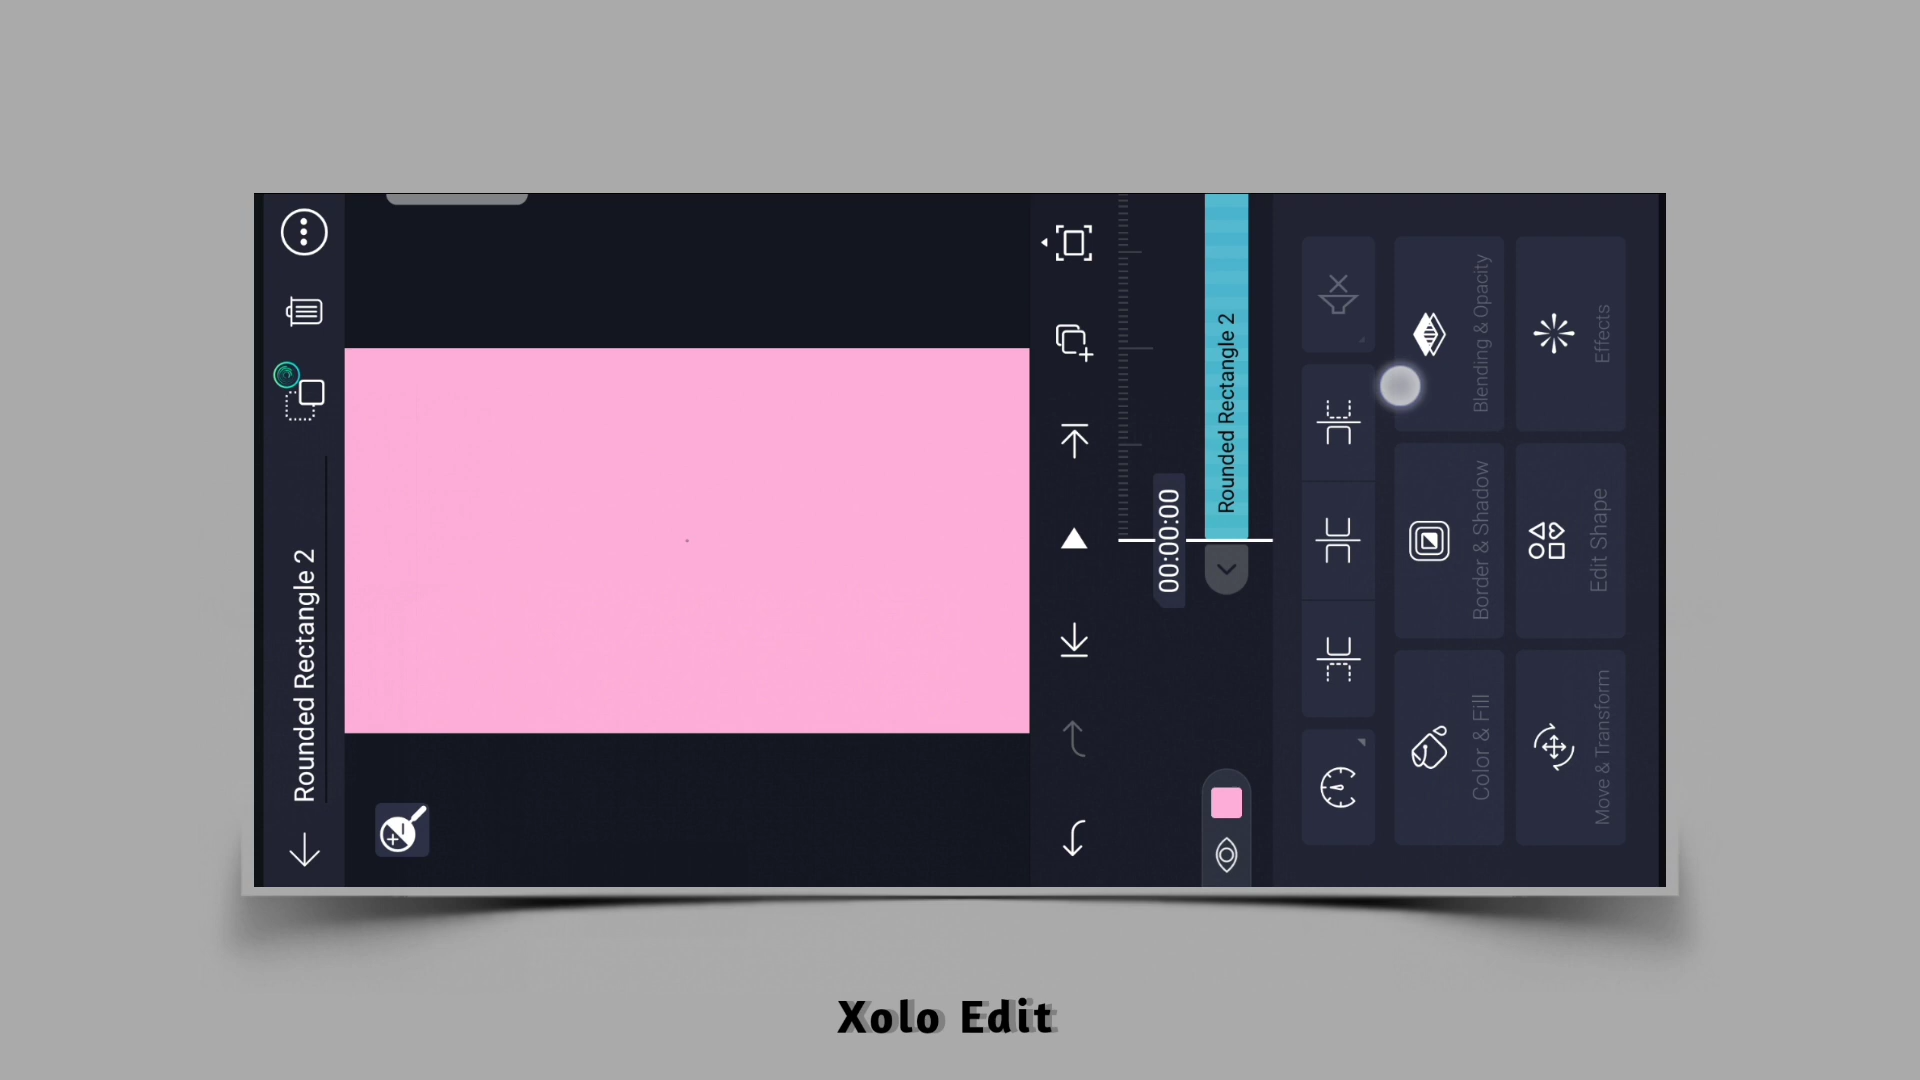 Rounded Rectangle 2
00:00:00
Rounded Rectangle 2
Color & Fill
Border & Shadow
Blending & Opacity
Move & Transform
Edit Shape
Effects
Xolo Edit